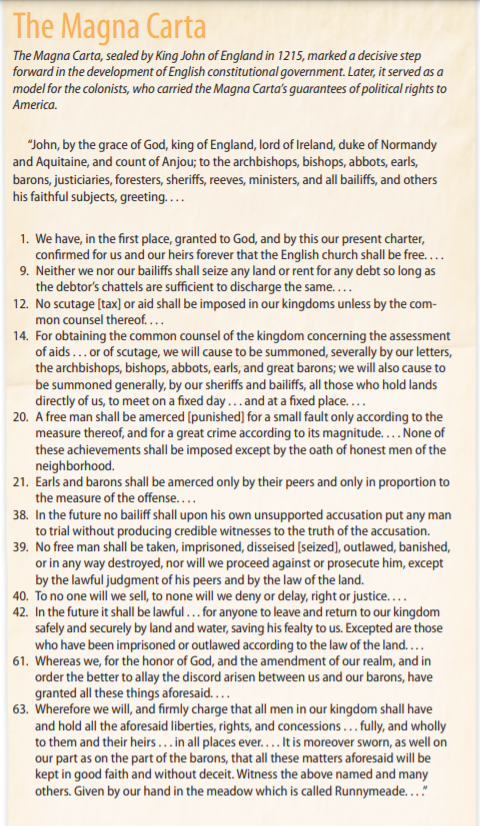 The Magna Carta
The Magna Carta, sealed by King John of England in 1215, marked a decisive step
forward in the development of English constitutional government. Later, it served as a
model for the colonists, who carried the Magna Carta's guarantees of political rights to
America.
“John, by the grace of God, king of England, lord of Ireland, duke of Normandy
and Aquitaine, and count of Anjou; to the archbishops, bishops, abbots, earls,
barons, justiciaries, foresters, sheriffs, reeves, ministers, and all bailiffs, and others
his faithful subjects, greeting. . . .
1. We have, in the first place, granted to God, and by this our present charter,
confirmed for us and our heirs forever that the English church shall be free. . . .
9. Neither we nor our bailiffs shall seize any land or rent for any debt so long as
the debtor's chattels are sufficient to discharge the same. . . .
12. No scutage [tax] or aid shall be imposed in our kingdoms unless by the com-
mon counsel thereof. . . .
14. For obtaining the common counsel of the kingdom concerning the assessment
of aids . . . or of scutage, we will cause to be summoned, severally by our letters,
the archbishops, bishops, abbots, earls, and great barons; we will also cause to
be summoned generally, by our sheriffs and bailiffs, all those who hold lands
directly of us, to meet on a fixed day . . . and at a fixed place. . . .
20. A free man shall be amerced [punished] for a small fault only according to the
measure thereof, and for a great crime according to its magnitude. . . . None of
these achievements shall be imposed except by the oath of honest men of the
neighborhood.
21. Earls and barons shall be amerced only by their peers and only in proportion to
the measure of the offense. . . .
38. In the future no bailiff shall upon his own unsupported accusation put any man
to trial without producing credible witnesses to the truth of the accusation.
39. No free man shall be taken, imprisoned, disseised [seized], outlawed, banished,
or in any way destroyed, nor will we proceed against or prosecute him, except
by the lawful judgment of his peers and by the law of the land.
40. To no one will we sell, to none will we deny or delay, right or justice. . . .
42. In the future it shall be lawful . . . for anyone to leave and return to our kingdom
safely and securely by land and water, saving his fealty to us. Excepted are those
who have been imprisoned or outlawed according to the law of the land. . . .
61. Whereas we, for the honor of God, and the amendment of our realm, and in
order the better to allay the discord arisen between us and our barons, have
granted all these things aforesaid. . . .
63. Wherefore we will, and firmly charge that all men in our kingdom shall have
and hold all the aforesaid liberties, rights, and concessions . . . fully, and wholly
to them and their heirs . . . in all places ever. . . . It is moreover sworn, as well on
our part as on the part of the barons, that all these matters aforesaid will be
kept in good faith and without deceit. Witness the above named and many
others. Given by our hand in the meadow which is called Runnymeade. . . .”